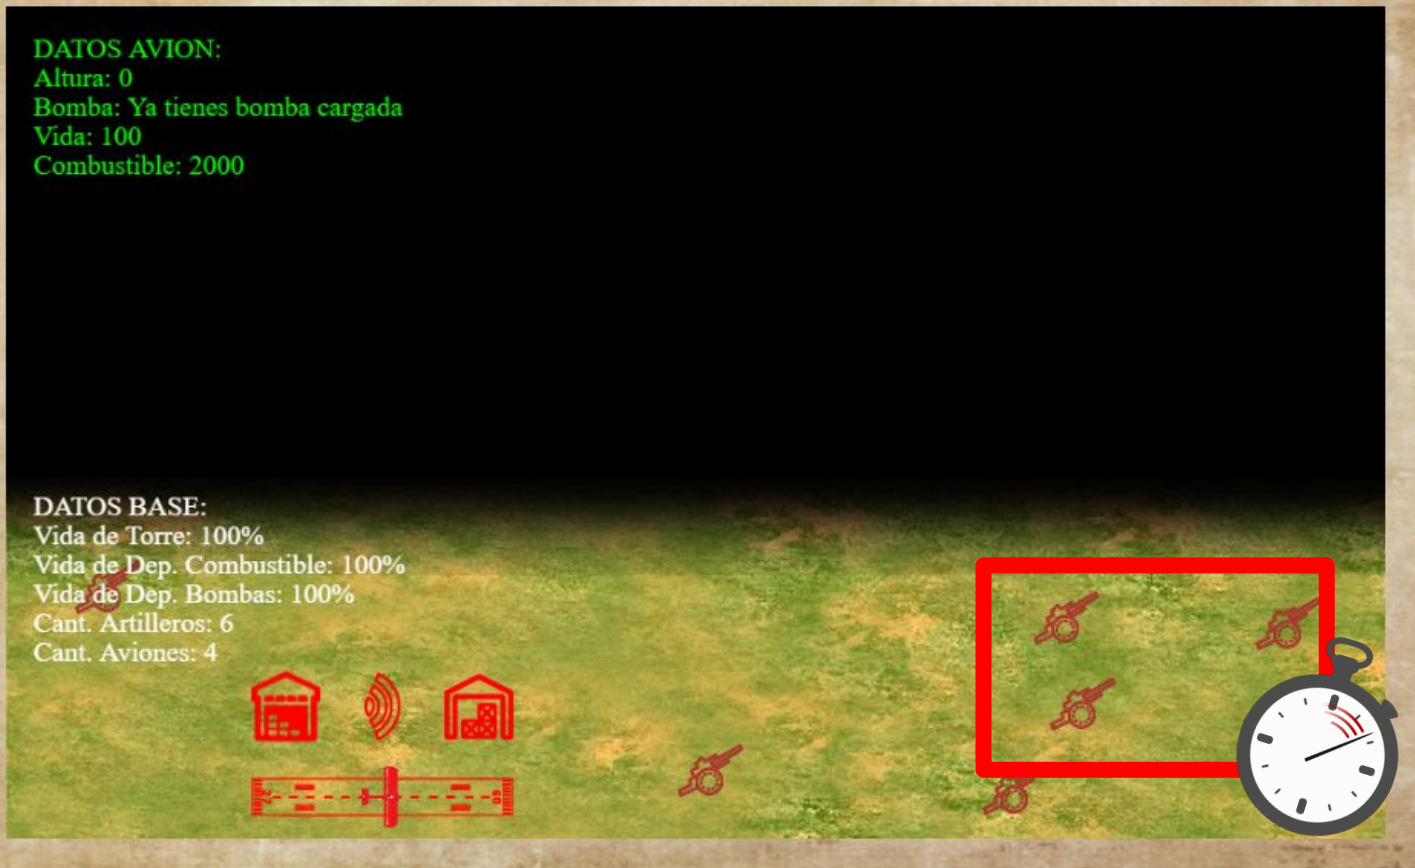 DATOS AVION:
Altura: 0
Bomba: Ya tienes bomba cargada
Vida: 100
Combustible: 2000
DATOS BASE:
Vida de Torre: 100%
Vida de Dep. Combustible: 100%
Vida de Dep. Bombas: 100%
Cant. Artilleros: 6
Cant. Aviones: 4